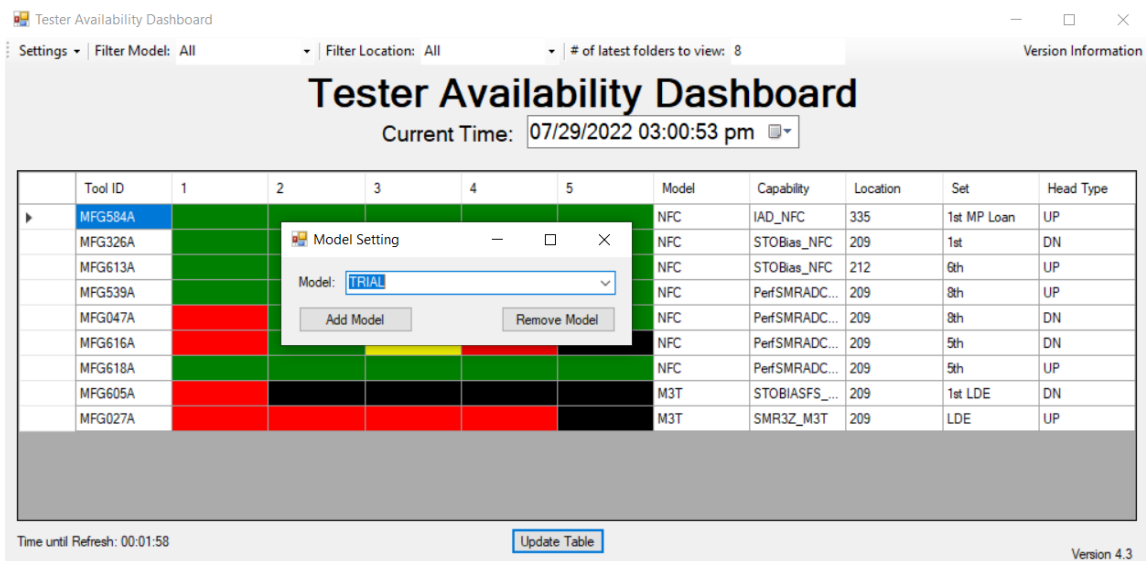 Tester Availability Dashboard
Settings Filter Model: All Filter Location: All # of latest folders to view: 8 Version Information
Tester Availability Dashboard
Current Time: 07/29/2022 03:00:53 pm
Tool ID 1 2 3 4 5 Model Capability Location Set Head Type
MFG584A NFC IAD_NFC 335 1st MP Loan UP
Model Setting
MFG326A NFC STOBias_NFC 209 1st DN
MFG613A NFC STOBias_NFC 212 6th UP
Model: TRIAL
MFG539A NFC PerfSMRADC... 209 8th UP
MFG047A NFC PerfSMRADC... 209 8th DN
Add Model Remove Model
MFG616A NFC PerfSMRADC... 209 5th DN
MFG618A NFC PerfSMRADC... 209 5th UP
MFG605A M3T STOBIASFS_... 209 1st LDE DN
MFG027A M3T SMR3Z_M3T 209 LDE UP
Time until Refresh: 00:01:58 Update Table
Version 4.3